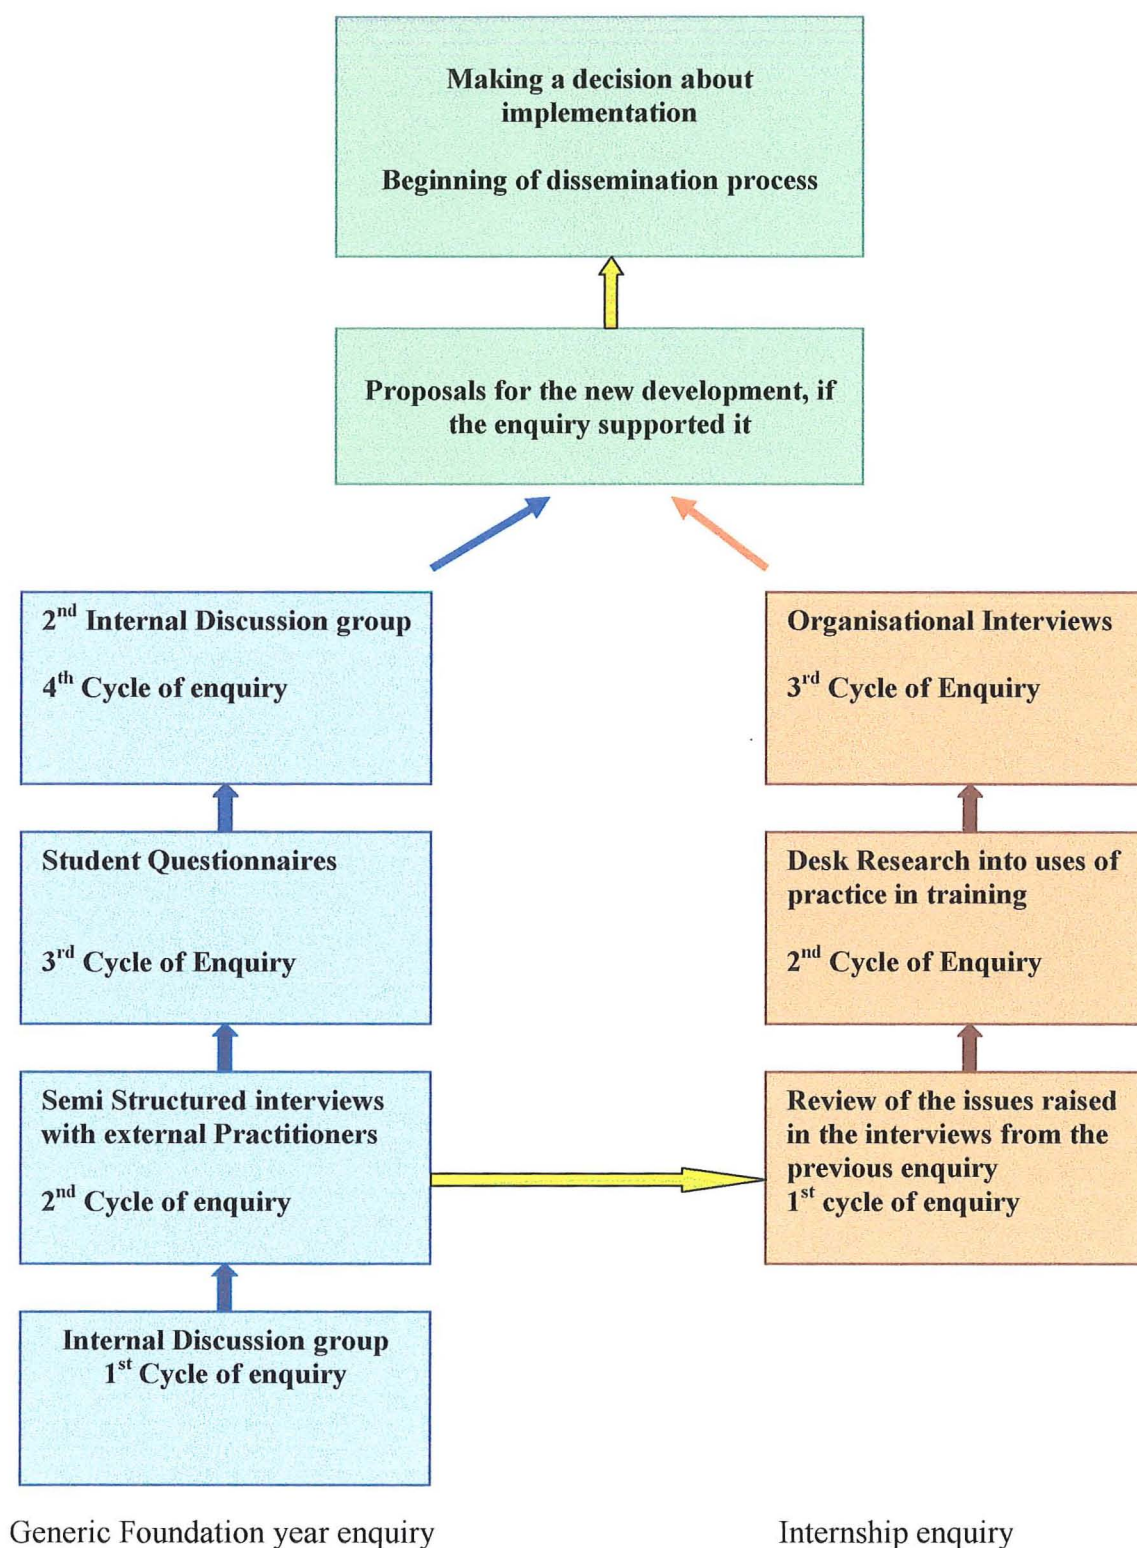 Making a decision about
implementation
Beginning of dissemination process
Proposals for the new development, if
the enquiry supported it
2nd Internal Discussion group
4th Cycle of enquiry
Organisational Interviews
3rd Cycle of Enquiry
Student Questionnaires
3rd Cycle of Enquiry
Desk Research into uses of
practice in training
2nd Cycle of Enquiry
Semi Structured interviews
with external Practitioners
2nd Cycle of enquiry
Review of the issues raised
in the interviews from the
previous enquiry
1st cycle of enquiry
Internal Discussion group
1st Cycle of enquiry
Generic Foundation year enquiry
Internship enquiry